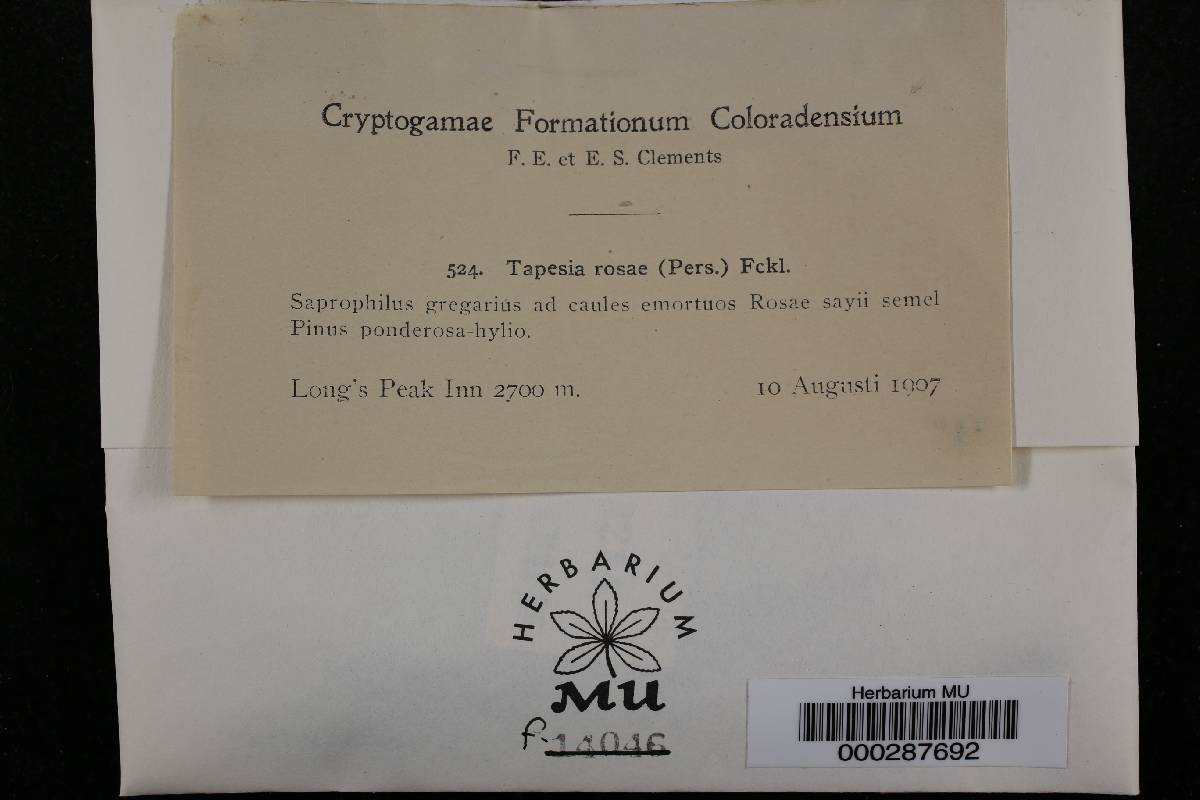 Cryptogamae Formationum Coloradensium
F. E. et E. S. Clements
524. Tapesia rosae (Pers.) Fckl.
Saprophilus gregarius ad caules emortuos Rosae sayii semel
Pinus ponderosa-hylio.
Long's Peak Inn 2700 m. 10 Augusti 1907
HERBARIUM
MU
f. 14046
Herbarium MU
000287692